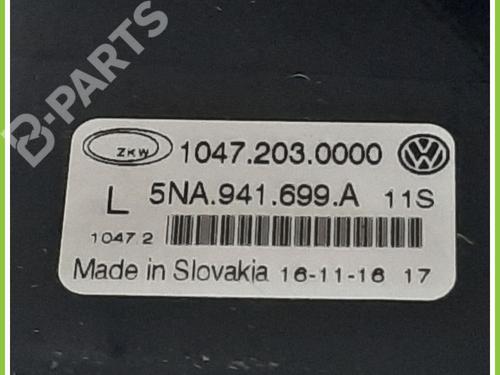 B-PARTS
ZKW 1047.203.0000
L 5NA.941.699.A 11S
1047.2
Made in Slovakia 16-11-16 17